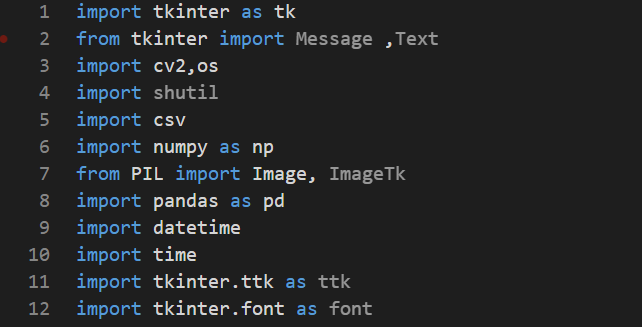 1 import tkinter as tk
2 from tkinter import Message ,Text
3 import cv2,os
4 import shutil
5 import csv
6 import numpy as np
7 from PIL import Image, ImageTk
8 import pandas as pd
9 import datetime
10 import time
11 import tkinter.ttk as ttk
12 import tkinter.font as font